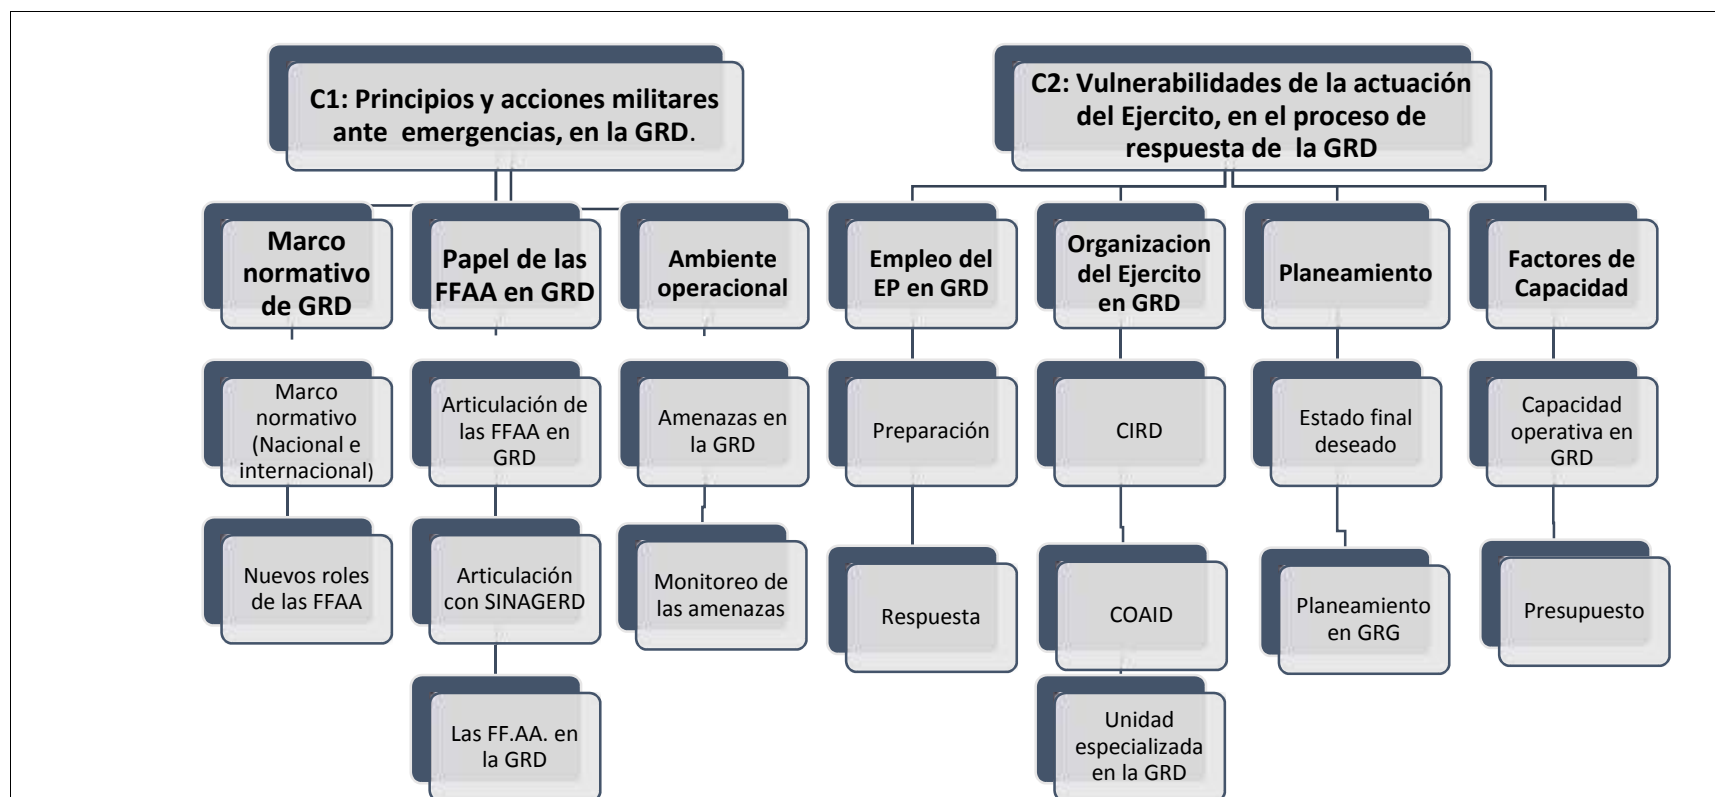 C1: Principios y acciones militares
ante  emergencias, en la GRD.
C2: Vulnerabilidades de la actuación
del Ejercito, en el proceso de
respuesta de  la GRD
Marco
normativo
de GRD
Papel de las
FFAA en GRD
Ambiente
operacional
Empleo del
EP en GRD
Organizacion
del Ejercito
en GRD
Planeamiento
Factores de
Capacidad
Marco
normativo
(Nacional e
internacional)
Articulación de
las FFAA en
GRD
Amenazas en
la GRD
Preparación
CIRD
Estado final
deseado
Capacidad
operativa en
GRD
Nuevos roles
de las FFAA
Articulación
con SINAGERD
Monitoreo de
las amenazas
Respuesta
COAID
Planeamiento
en GRG
Presupuesto
Las FF.AA. en
la GRD
Unidad
especializada
en la GRD